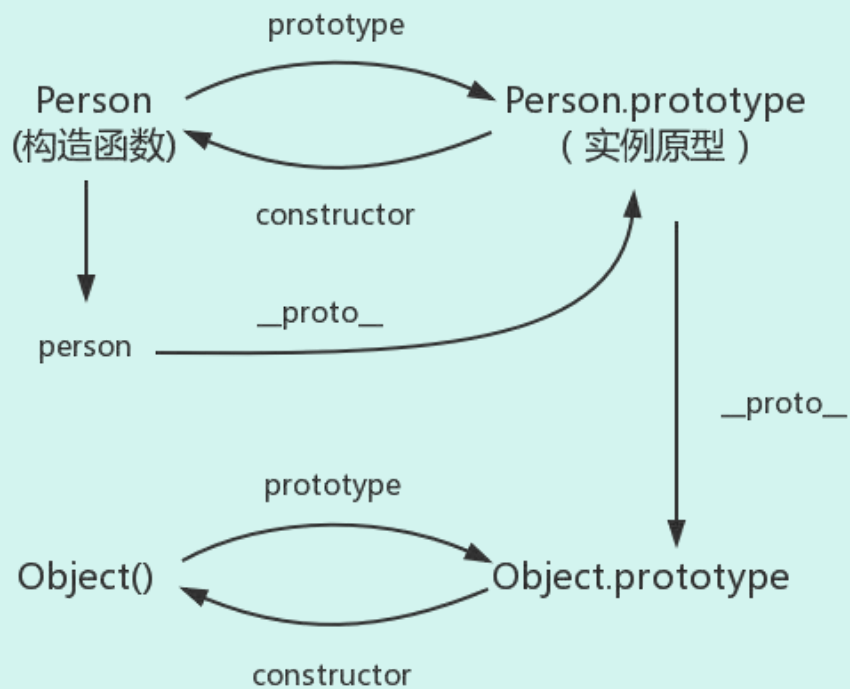 prototype
Person
Person.prototype
(构造函数)
（实例原型）
constructor
__proto__
person
__proto__
prototype
Object()
Object.prototype
constructor